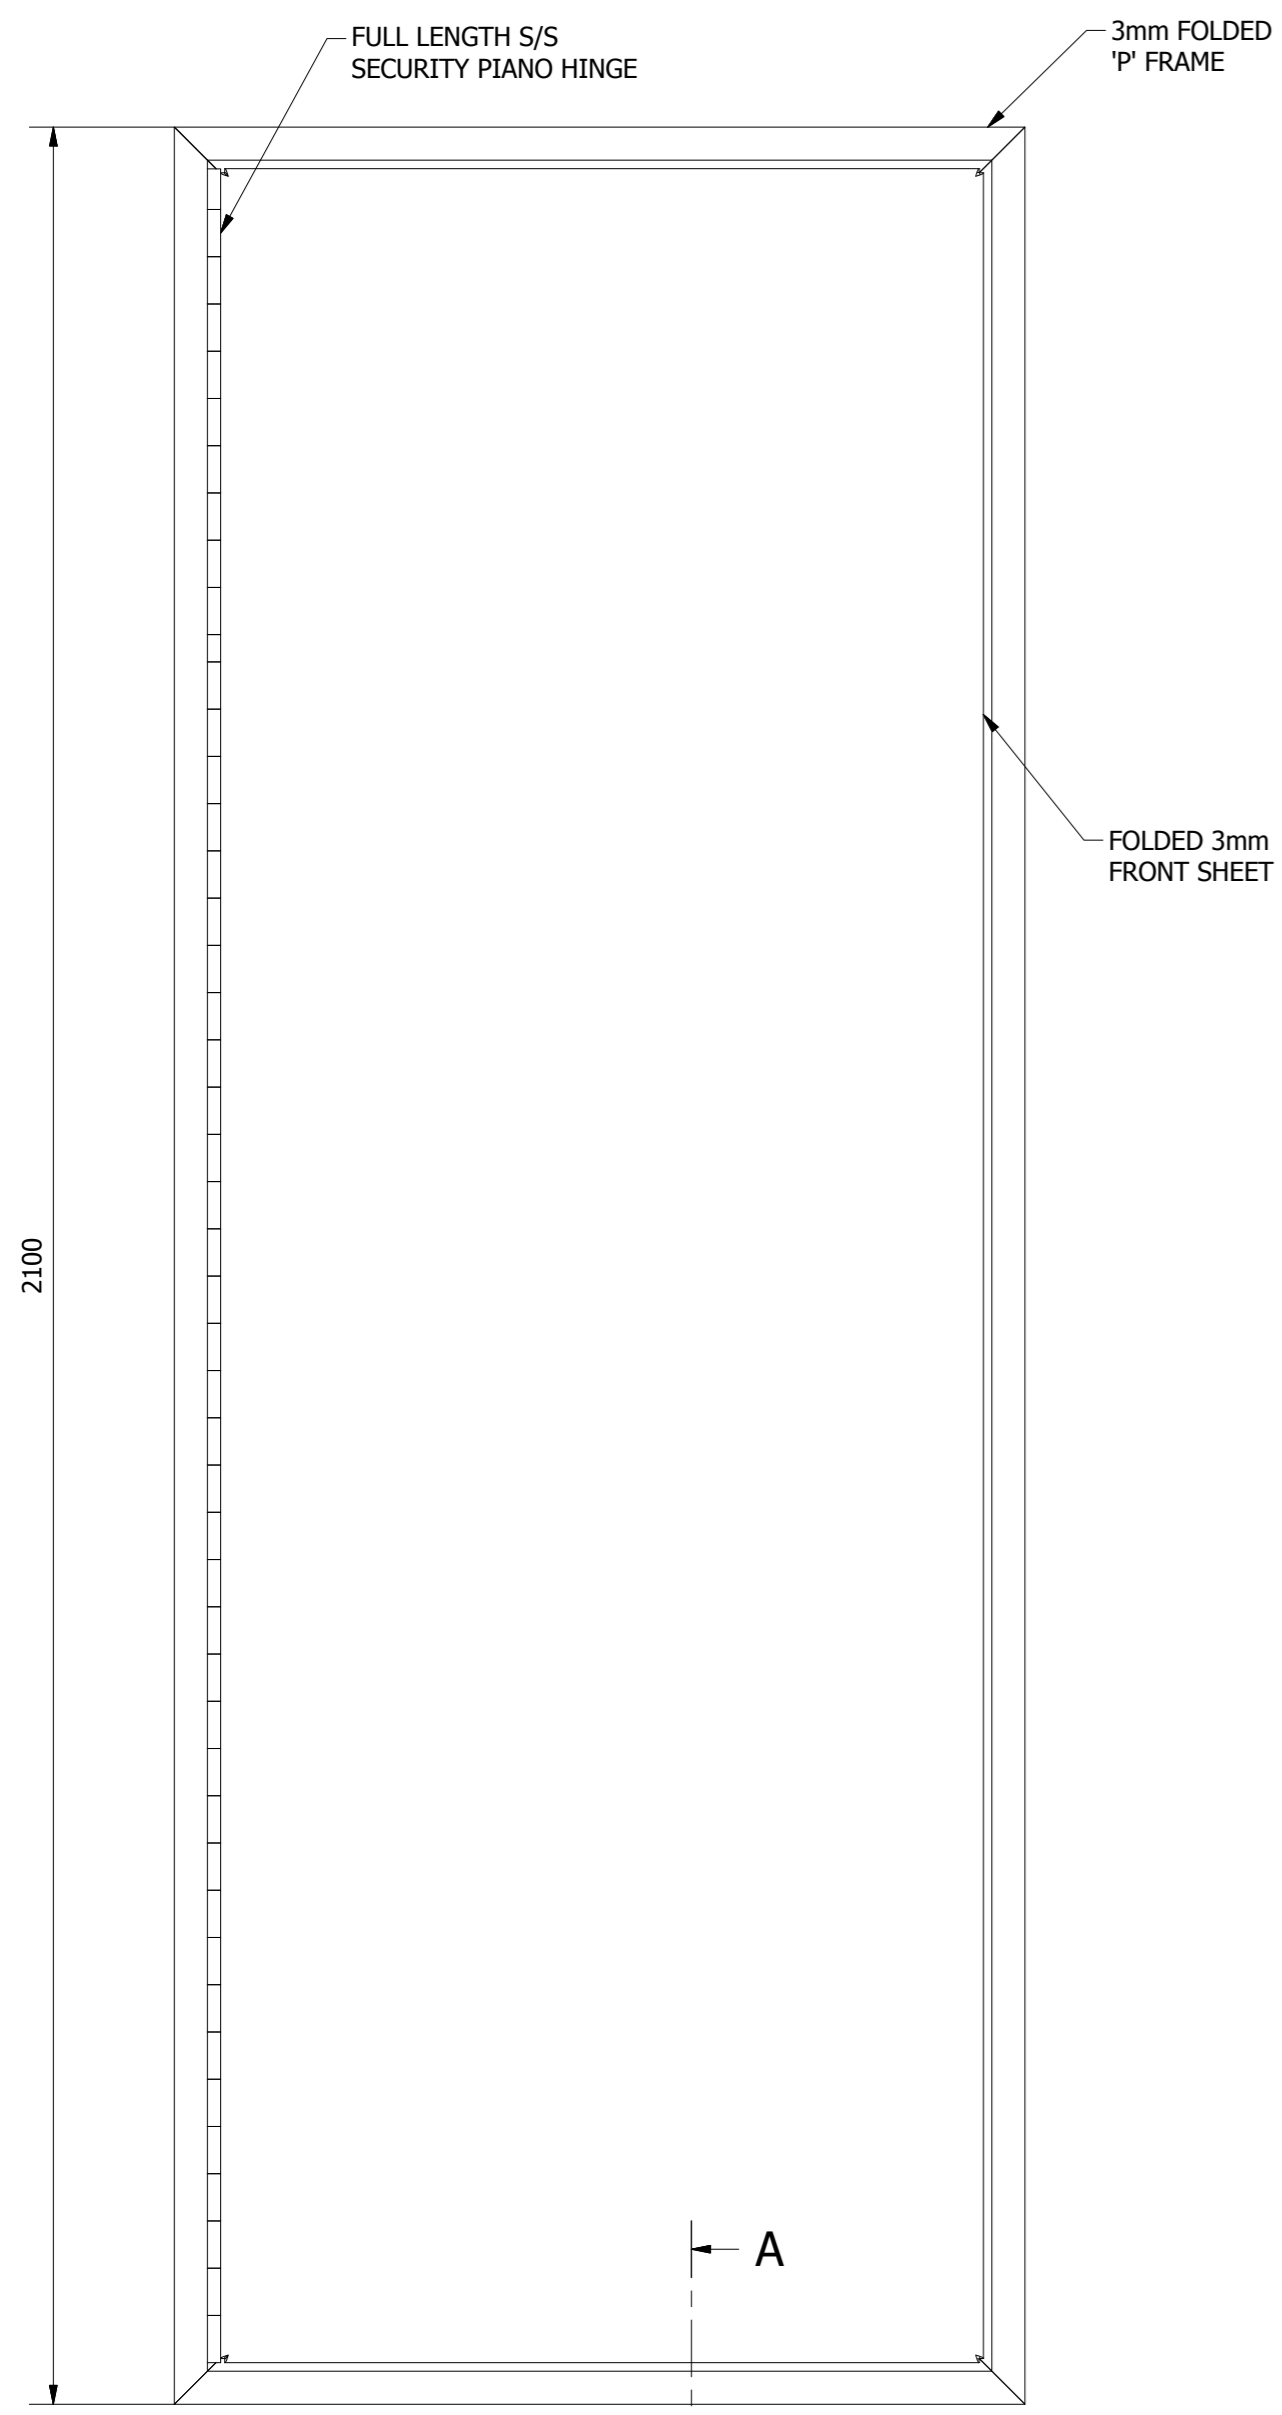 FULL LENGTH S/S
SECURITY PIANO HINGE
3mm FOLDED
'P' FRAME
FOLDED 3mm
FRONT SHEET
2100
A